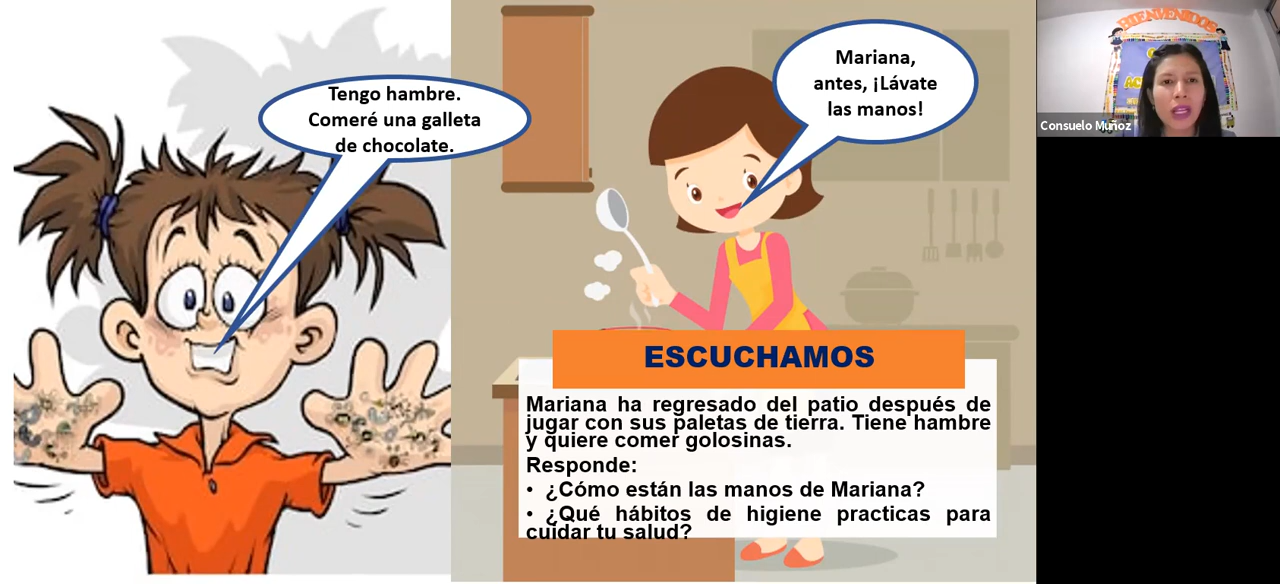 Tengo hambre.
Comeré una galleta
de chocolate.
Mariana,
antes, ¡Lávate
las manos!
BIENVENIDOS
Consuelo Muñoz
ESCUCHAMOS
Mariana ha regresado del patio después de
jugar con sus paletas de tierra. Tiene hambre
y quiere comer golosinas.
Responde:
• ¿Cómo están las manos de Mariana?
• ¿Qué hábitos de higiene practicas para
cuidar tu salud?